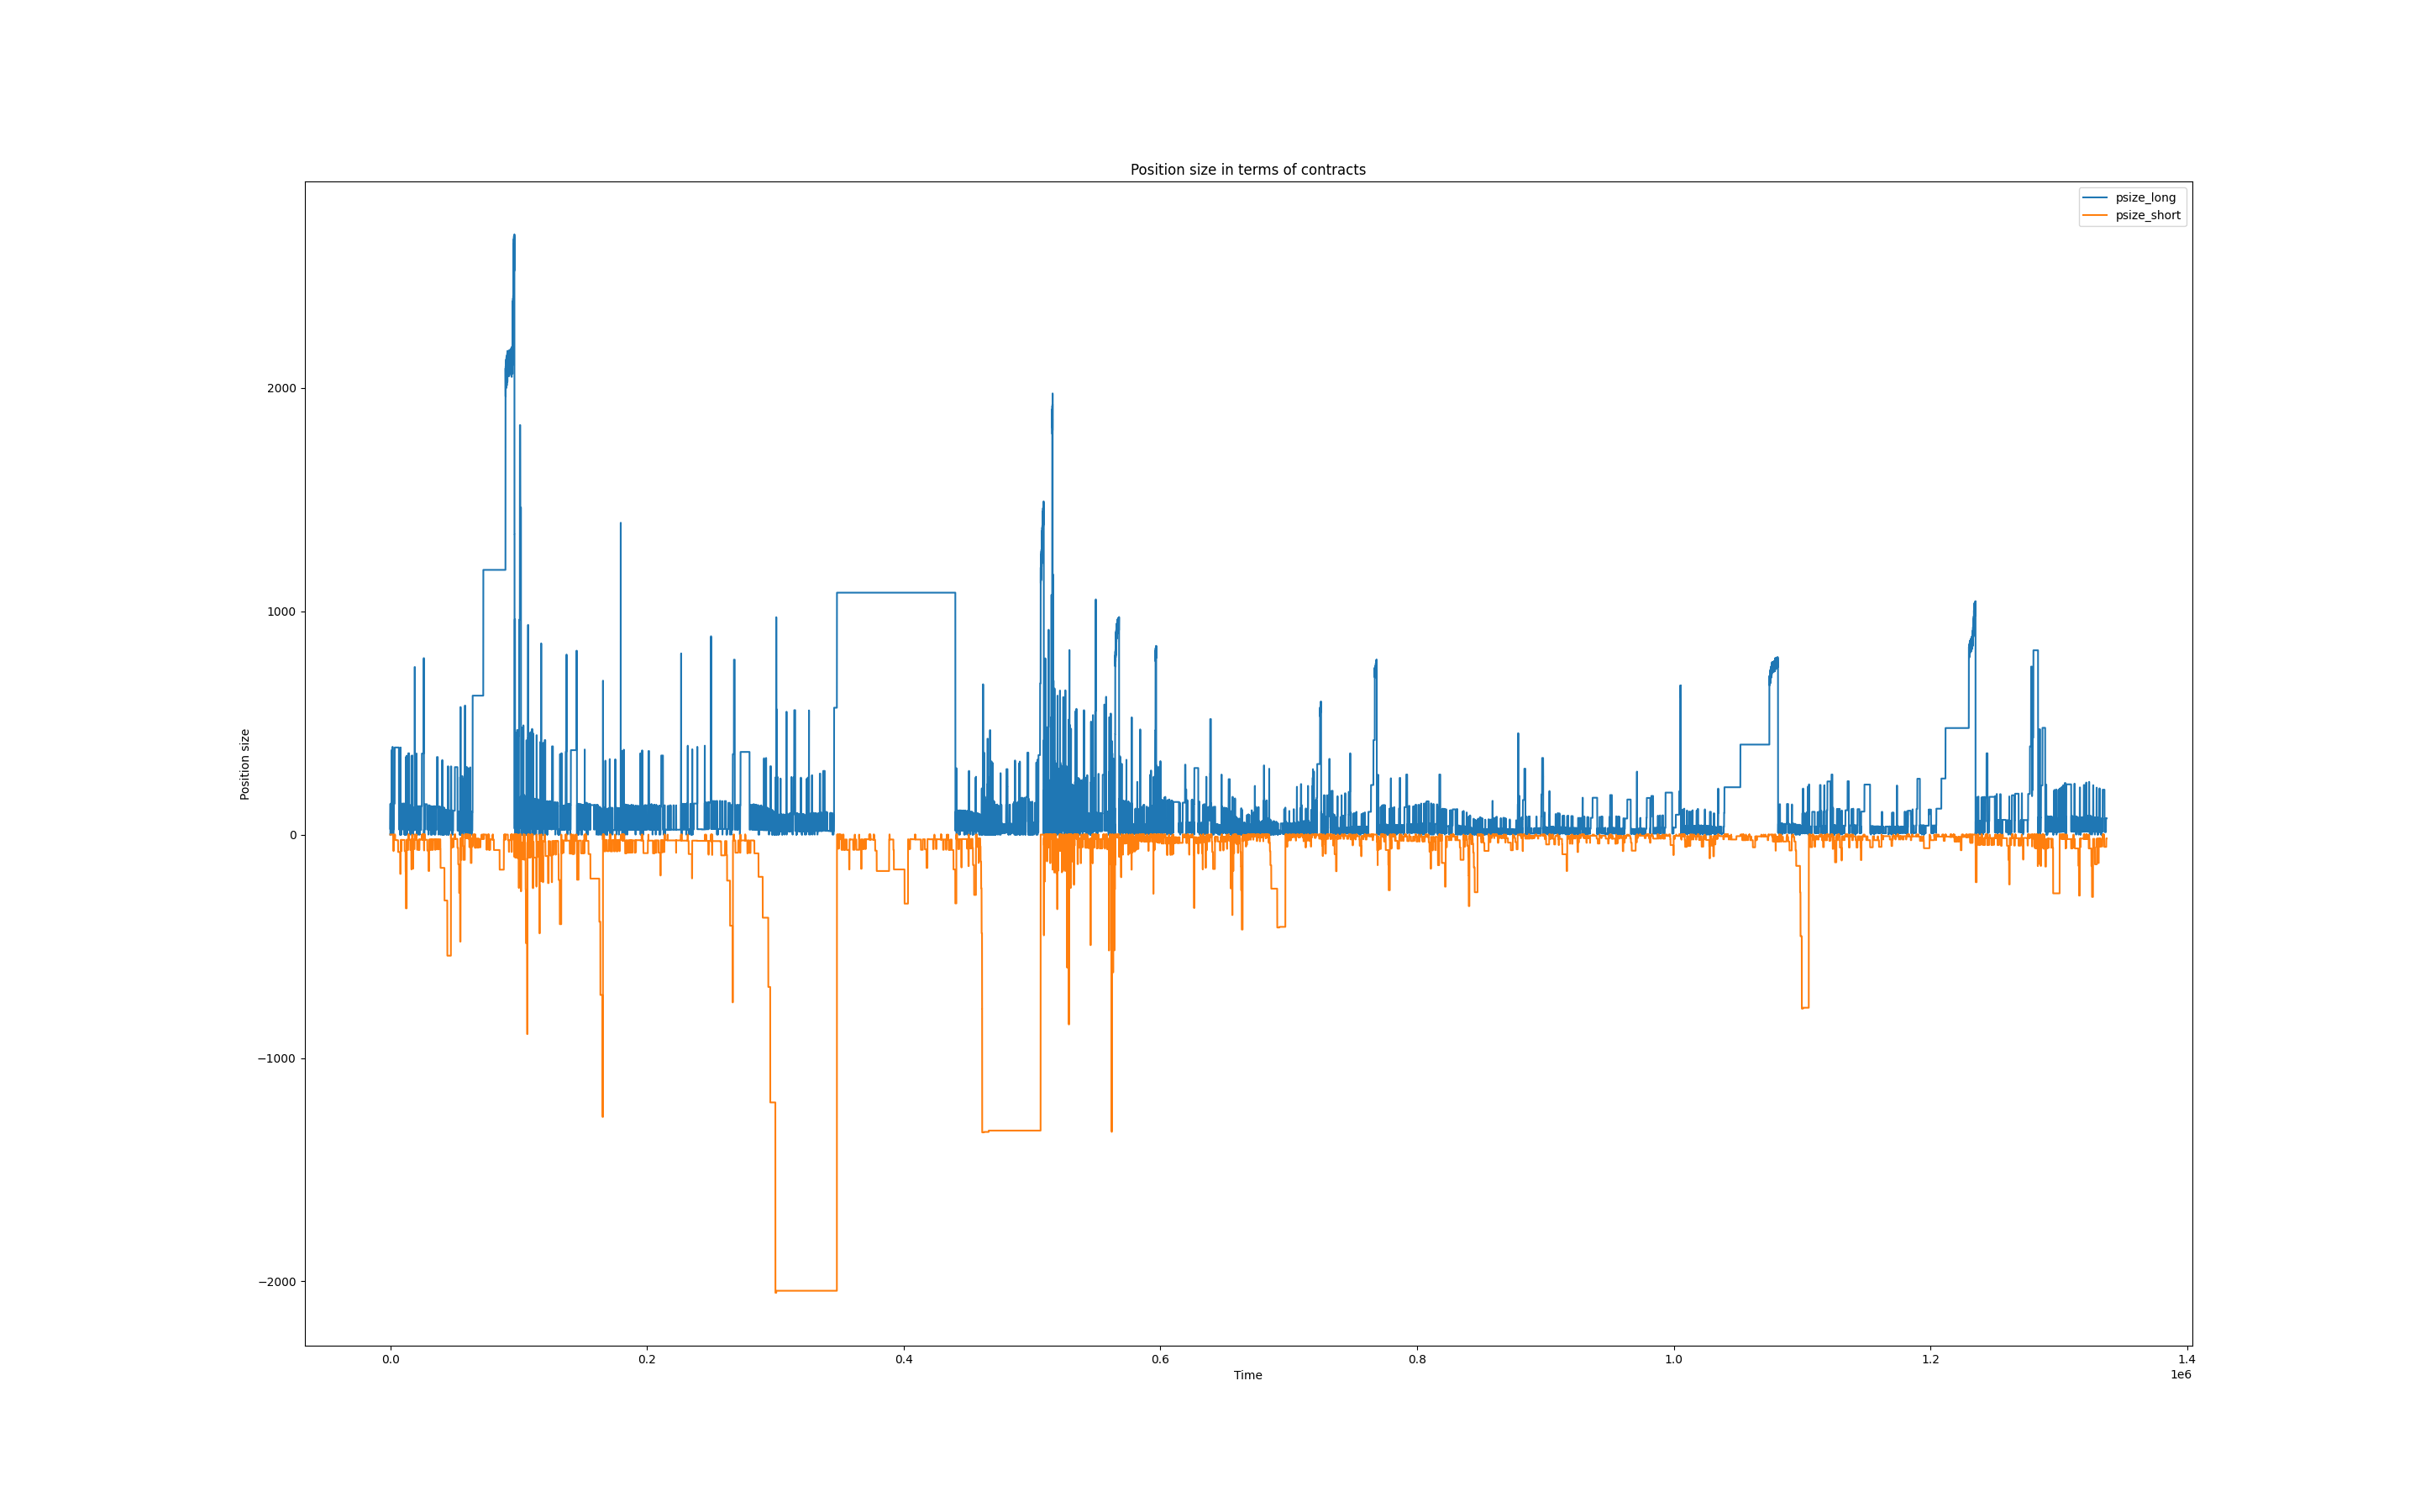 Position size in terms of contracts
psize_long
psize_short
Position size
2000
1000
0
−1000
−2000
0.0 0.2 0.4 0.6 0.8 1.0 1.2 1.4
1e6
Time